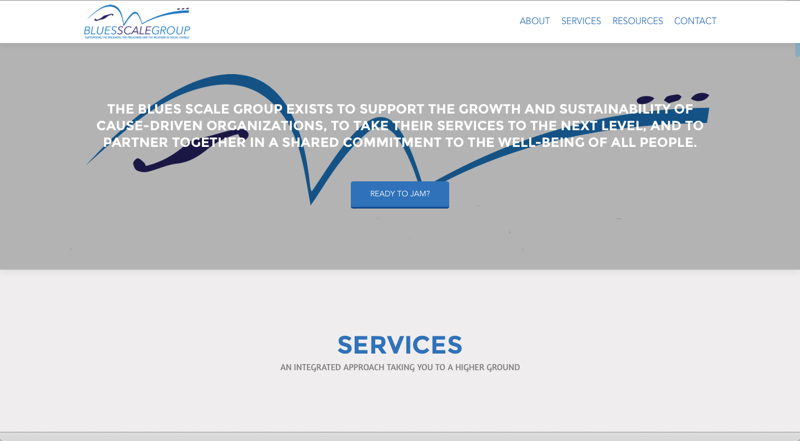 BLUESSCALEGROUP
ABOUT SERVICES RESOURCES CONTACT
THE BLUES SCALE GROUP EXISTS TO SUPPORT THE GROWTH AND SUSTAINABILITY OF
CAUSE-DRIVEN ORGANIZATIONS, TO TAKE THEIR SERVICES TO THE NEXT LEVEL, AND TO
PARTNER TOGETHER IN A SHARED COMMITMENT TO THE WELL-BEING OF ALL PEOPLE.
READY TO JAM?
SERVICES
AN INTEGRATED APPROACH TAKING YOU TO A HIGHER GROUND